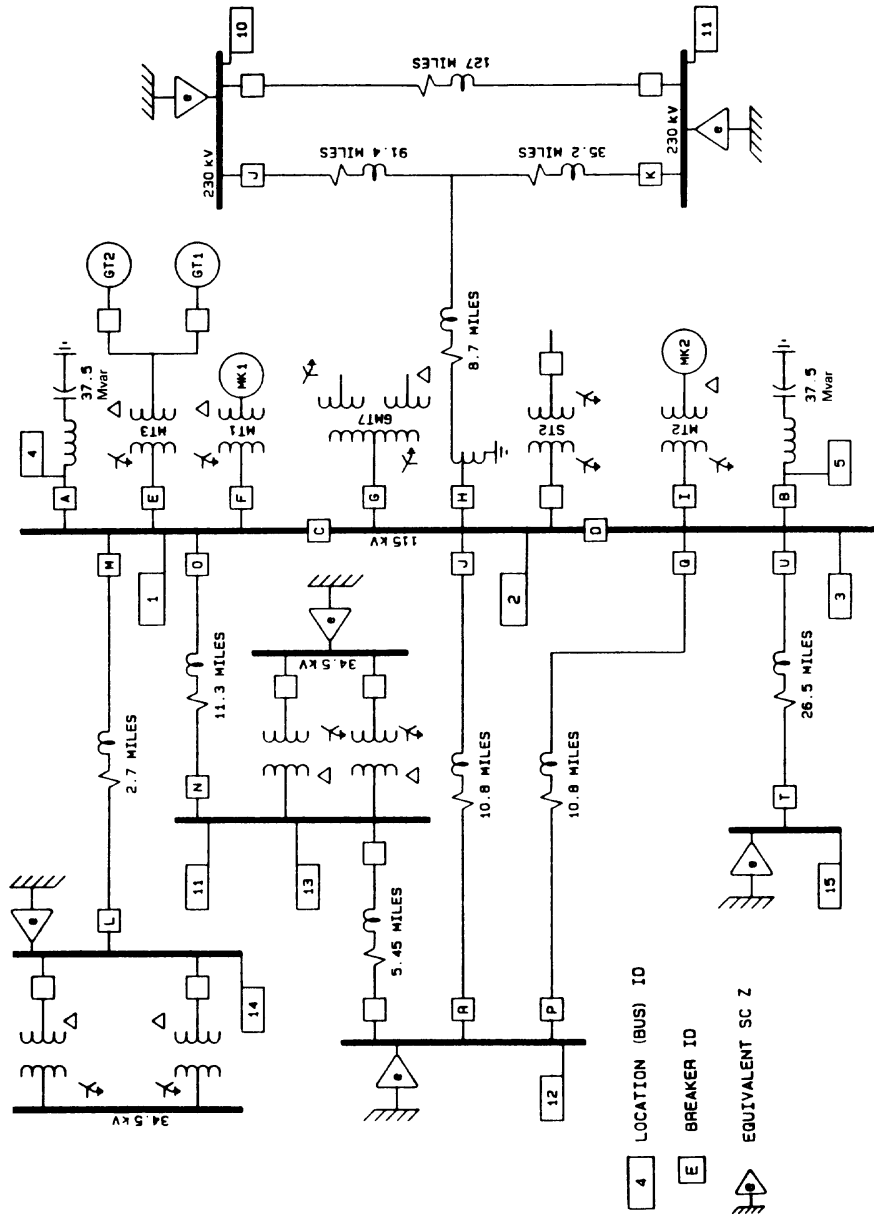 10
230 kV
J
127 MILES
91.4 MILES
35.2 MILES
K
230 kV
11
e
e
GT2
GT1
37.5
Mvar
4
A
MT3
E
MK1
MT1
F
GMT7
G
C
115 kV
8.7 MILES
H
ST2
D
MK2
MT2
I
37.5
Mvar
B
5
M
1
O
J
2
Q
U
3
2.7 MILES
11.3 MILES
N
e
34.5 kV
10.8 MILES
10.8 MILES
26.5 MILES
T
e
15
11
13
5.45 MILES
e
L
14
34.5 kV
R
P
e
12
4 LOCATION (BUS) ID
E BREAKER ID
e EQUIVALENT SC Z